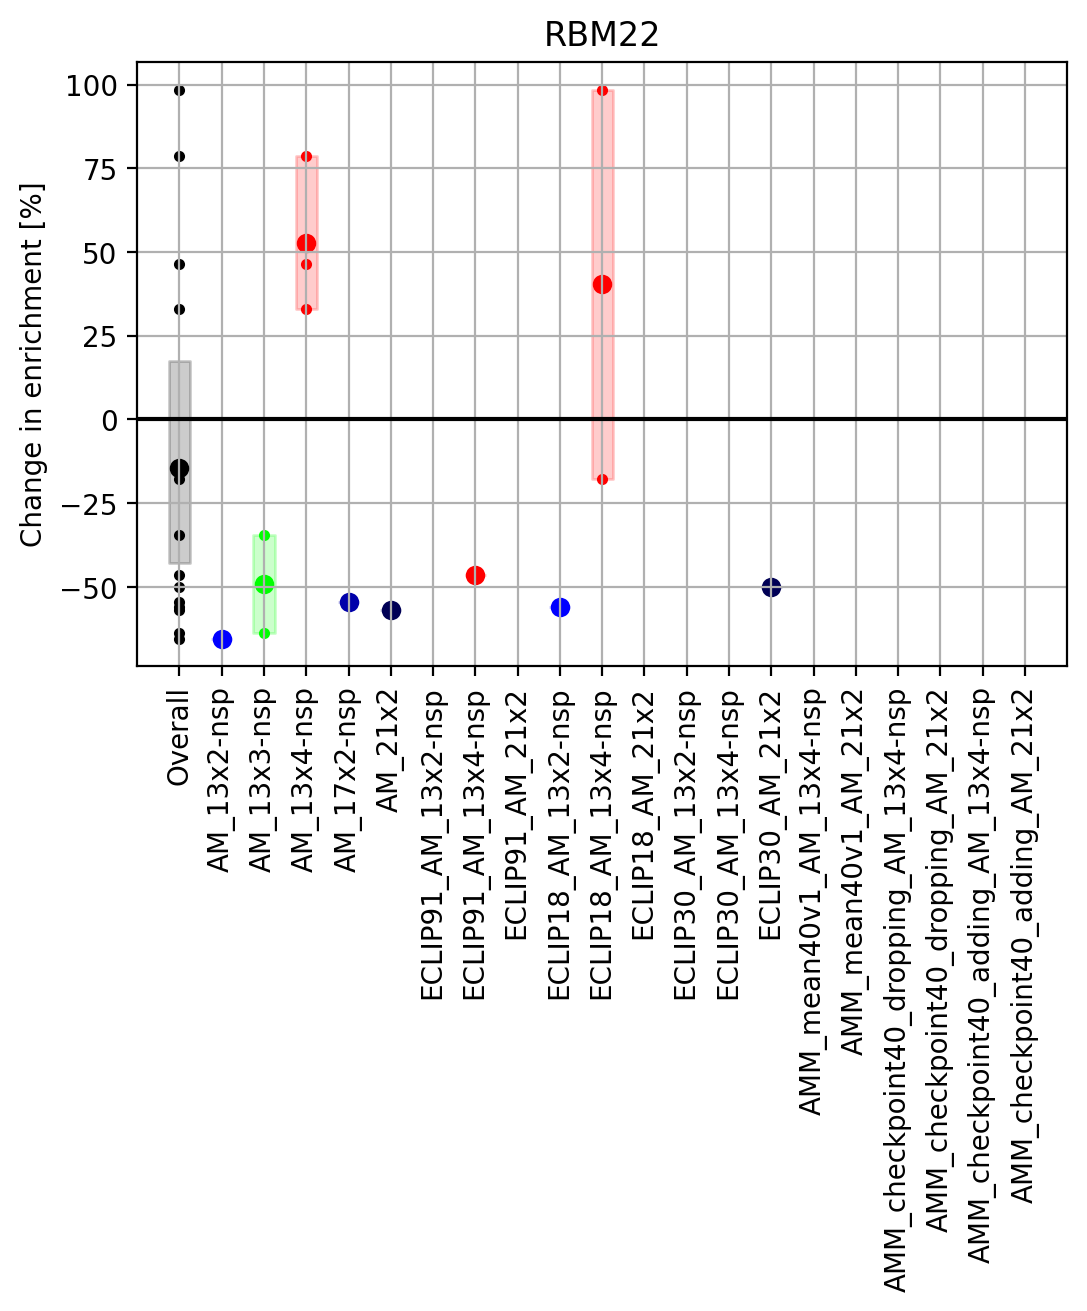 RBM22
Change in enrichment [%]
100
75
50
25
0
−25
−50
Overall
AM_13x2-nsp
AM_13x3-nsp
AM_13x4-nsp
AM_17x2-nsp
AM_21x2
ECLIP91_AM_13x2-nsp
ECLIP91_AM_13x4-nsp
ECLIP91_AM_21x2
ECLIP18_AM_13x2-nsp
ECLIP18_AM_13x4-nsp
ECLIP18_AM_21x2
ECLIP30_AM_13x2-nsp
ECLIP30_AM_13x4-nsp
ECLIP30_AM_21x2
AMM_mean40v1_AM_13x4-nsp
AMM_mean40v1_AM_21x2
AMM_checkpoint40_dropping_AM_13x4-nsp
AMM_checkpoint40_dropping_AM_21x2
AMM_checkpoint40_adding_AM_13x4-nsp
AMM_checkpoint40_adding_AM_21x2